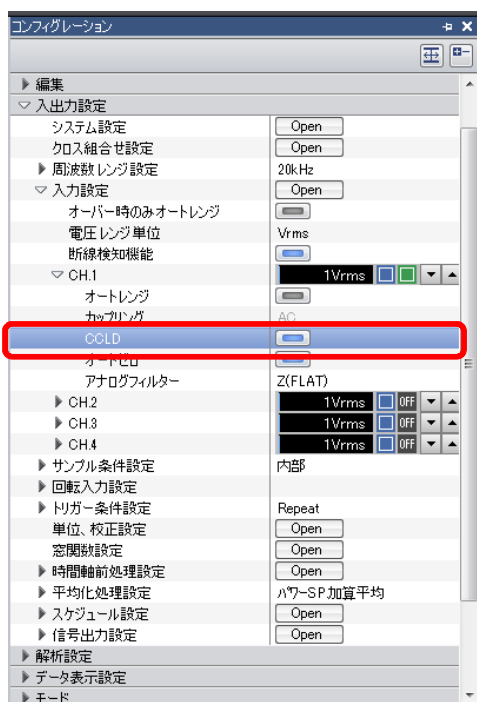 コンフィグレーション
編集
入出力設定
システム設定 Open
クロス組合せ設定 Open
周波数レンジ設定 20kHz
入力設定 Open
オーバー時のみオートレンジ
電圧レンジ単位 Vrms
断線検知機能
CH.1 1Vrms
オートレンジ
カップリング AC
CCLD
オートゼロ
アナログフィルター Z(FLAT)
CH.2 1Vrms OFF
CH.3 1Vrms OFF
CH.4 1Vrms OFF
サンプル条件設定 内部
回転入力設定
トリガー条件設定 Repeat
単位、校正設定 Open
窓関数設定 Open
時間軸前処理設定 Open
平均化処理設定 パワーSP加算平均
スケジュール設定 Open
信号出力設定 Open
解析設定
データ表示設定
モード